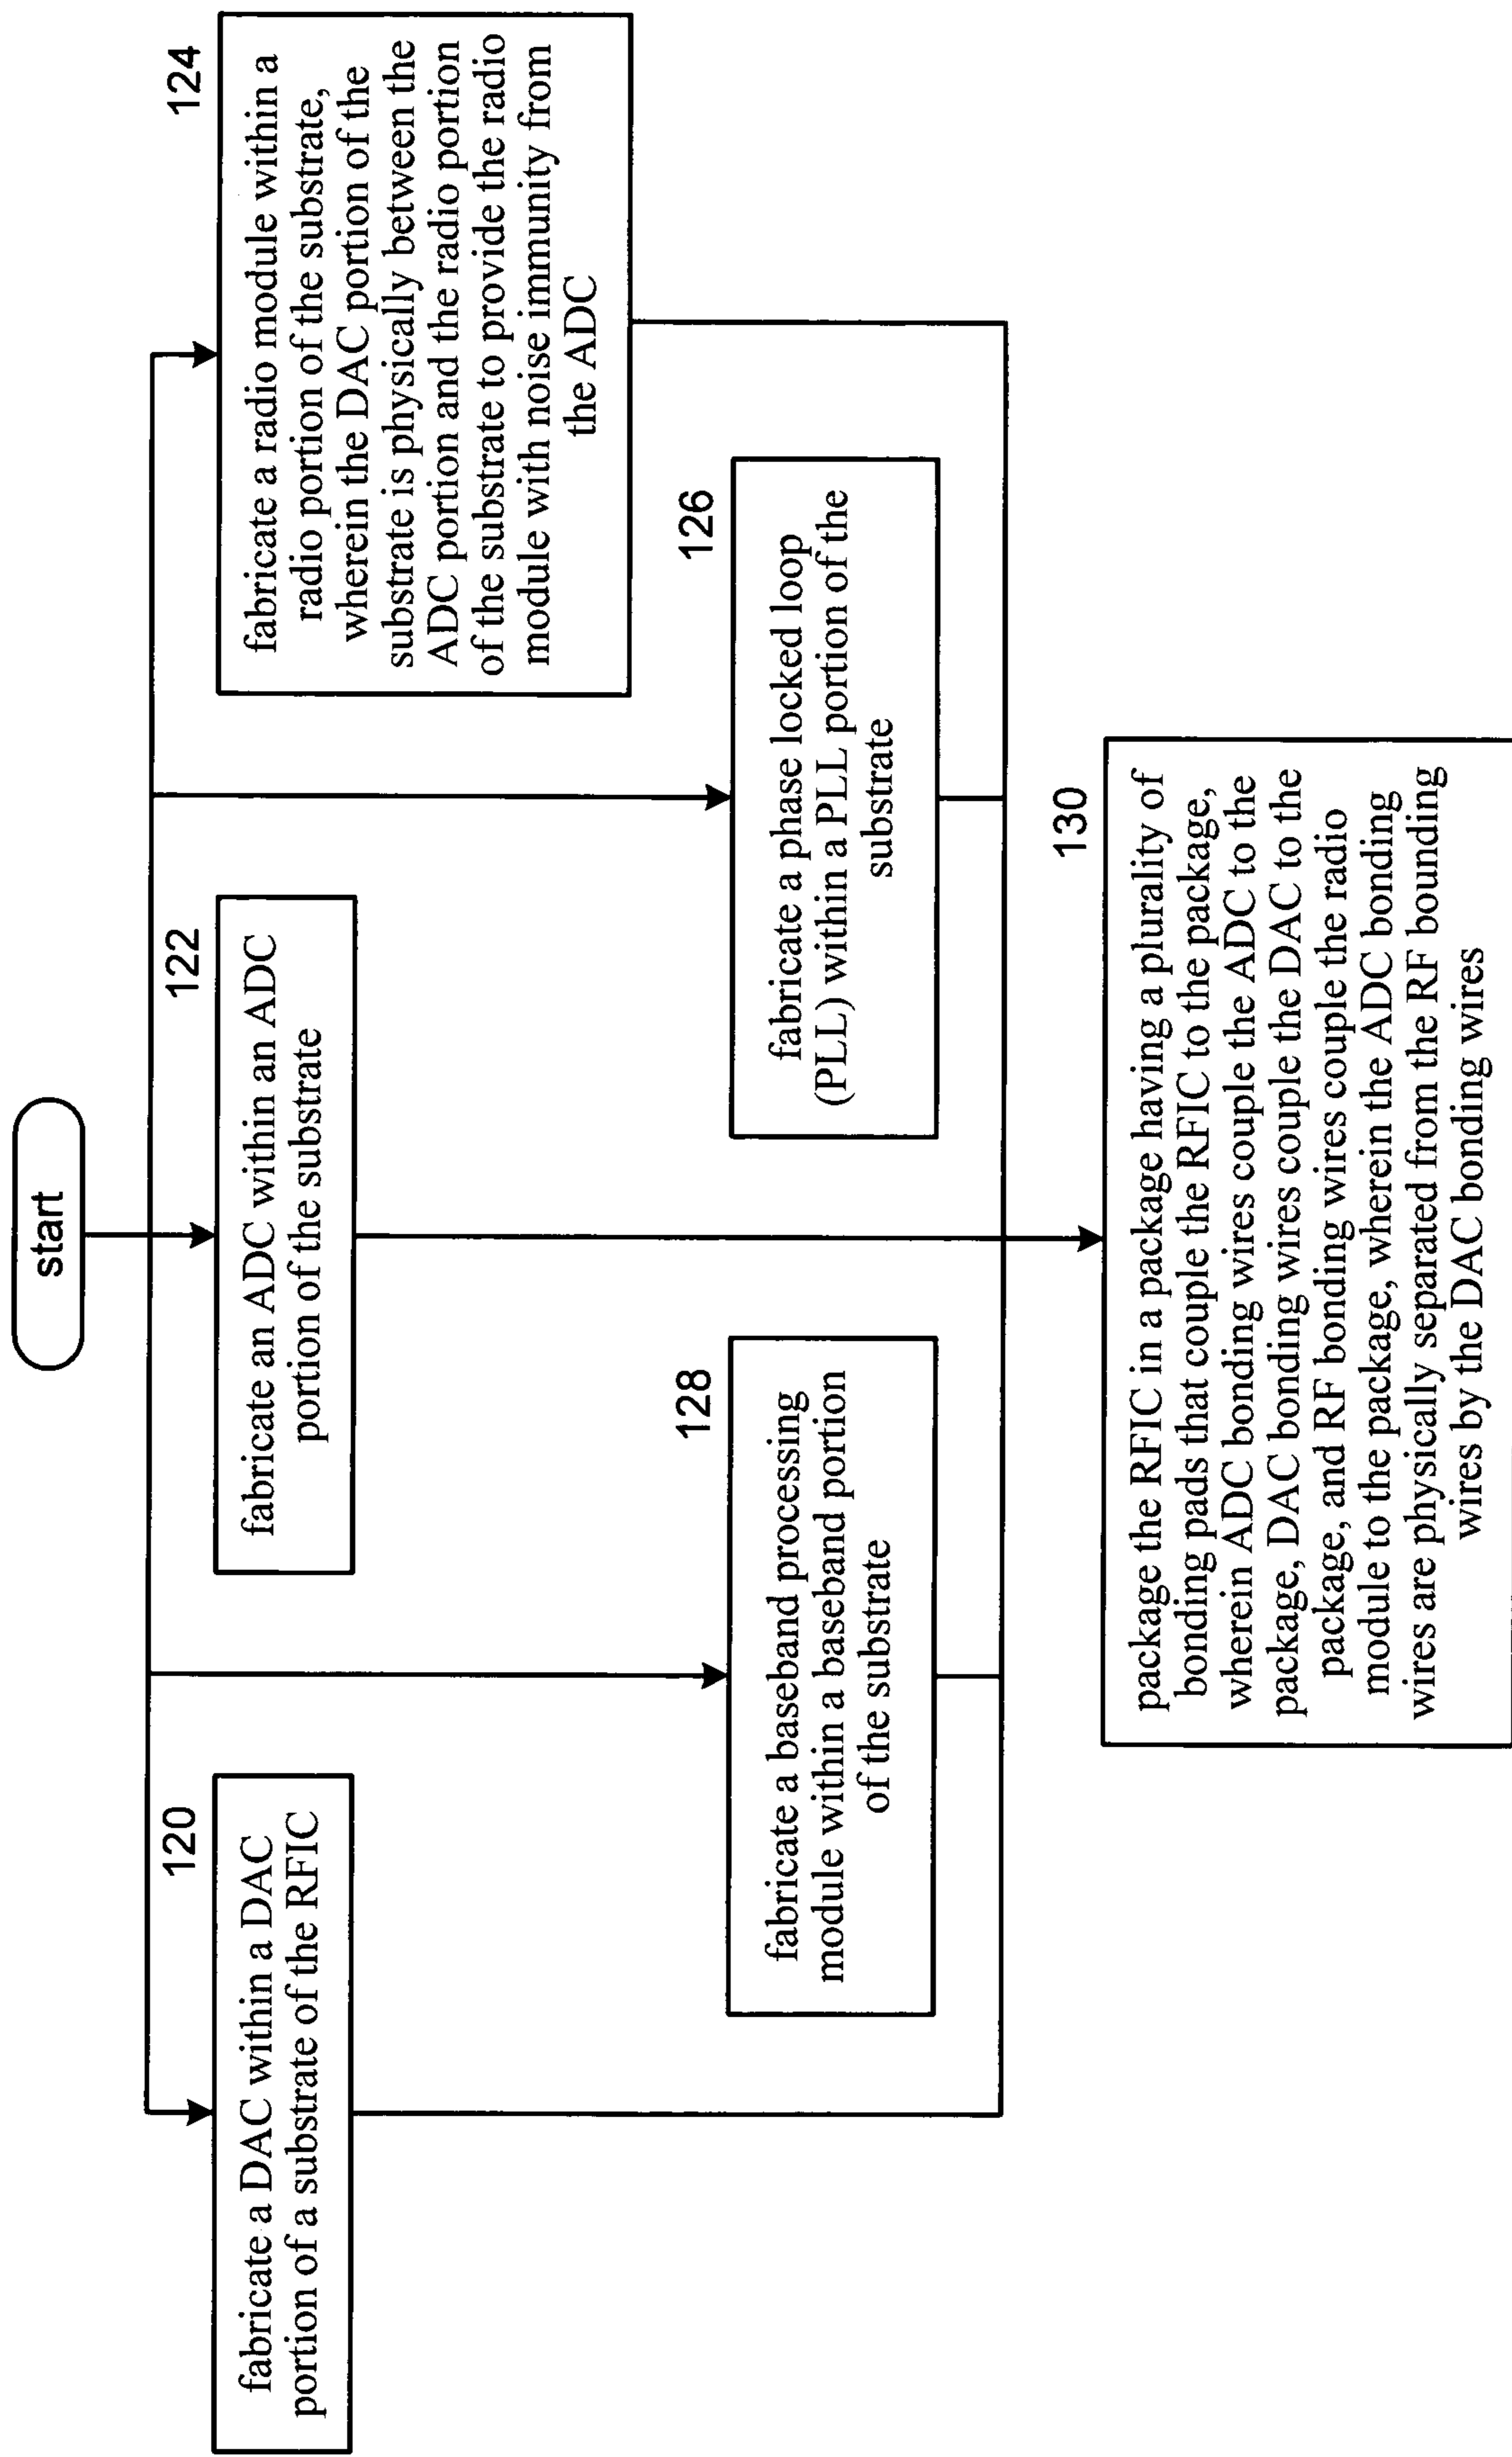 start
120
fabricate a DAC within a DAC
portion of a substrate of the RFIC
122
fabricate an ADC within an ADC
portion of the substrate
124
fabricate a radio module within a
radio portion of the substrate,
wherein the DAC portion of the
substrate is physically between the
ADC portion and the radio portion
of the substrate to provide the radio
module with noise immunity from
the ADC
128
fabricate a baseband processing
module within a baseband portion
of the substrate
126
fabricate a phase locked loop
(PLL) within a PLL portion of the
substrate
130
package the RFIC in a package having a plurality of
bonding pads that couple the RFIC to the package,
wherein ADC bonding wires couple the ADC to the
package, DAC bonding wires couple the DAC to the
package, and RF bonding wires couple the radio
module to the package, wherein the ADC bonding
wires are physically separated from the RF bounding
wires by the DAC bonding wires